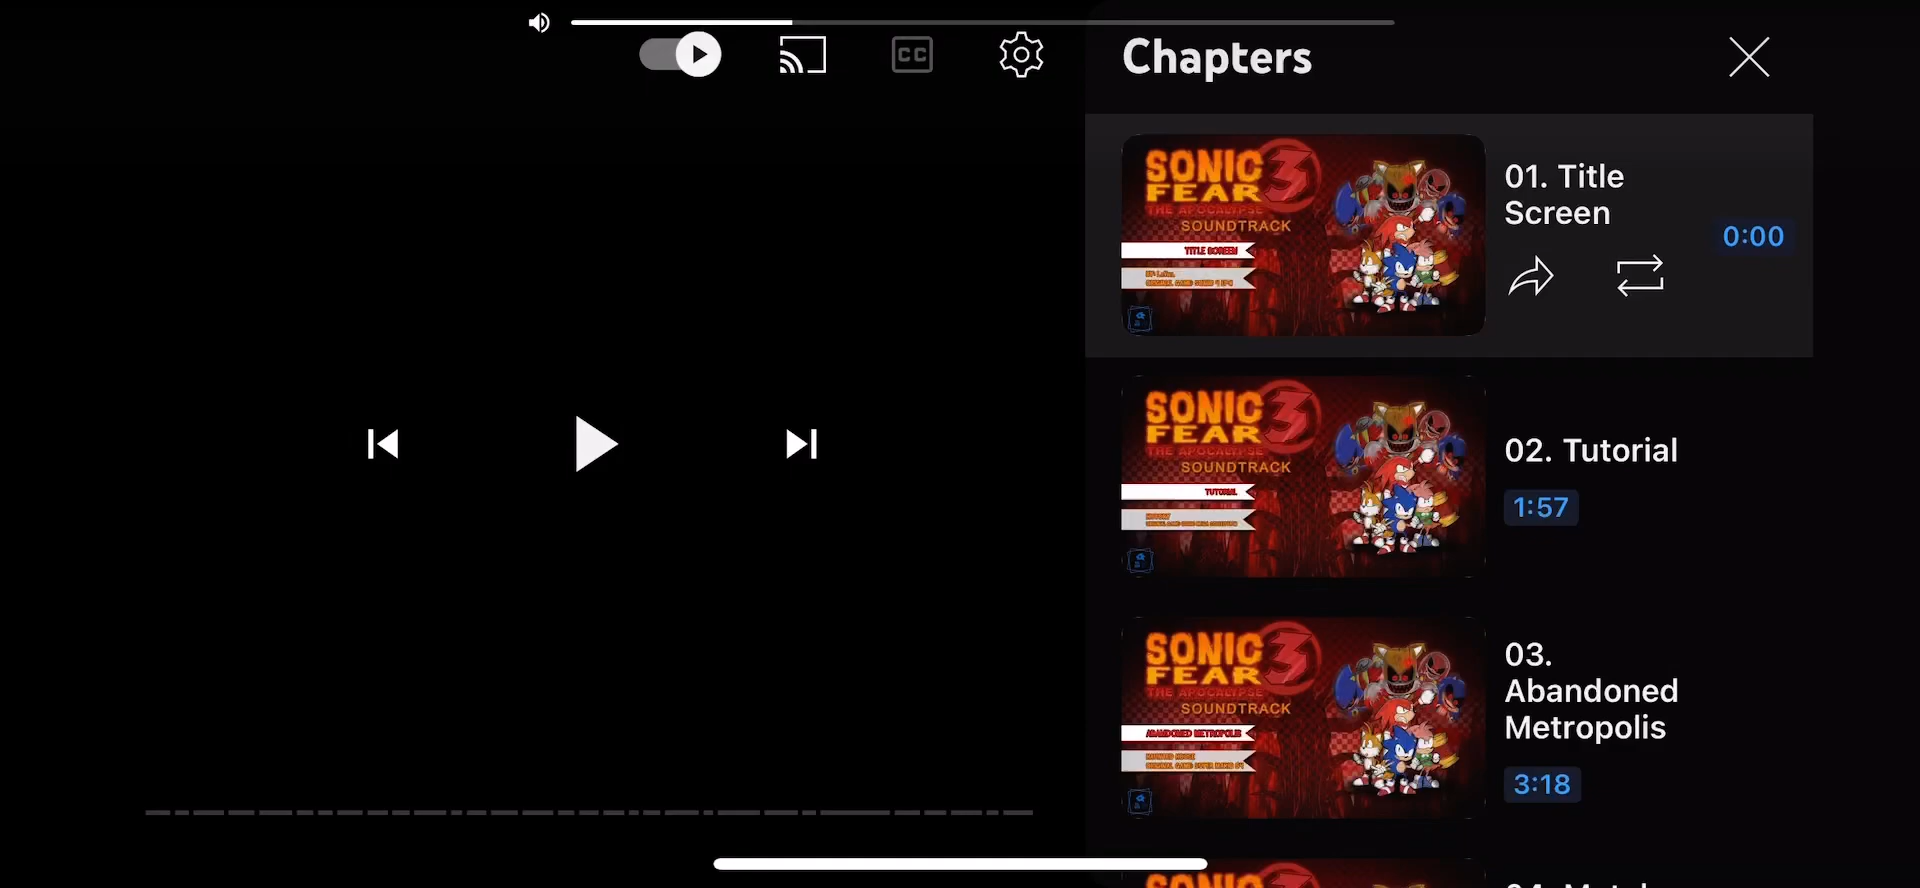 CC
Chapters
SONIC
FEAR 3
THE APOCALYPSE
SOUNDTRACK
TITLE SCREEN
01. Title
Screen
0:00
SONIC
FEAR 3
THE APOCALYPSE
SOUNDTRACK
TUTORIAL
02. Tutorial
1:57
SONIC
FEAR 3
THE APOCALYPSE
SOUNDTRACK
ABANDONED METROPOLIS
03.
Abandoned
Metropolis
3:18
SONIC